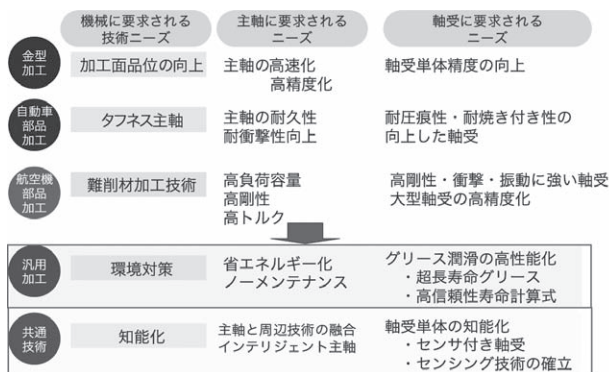 機械に要求される
技術ニーズ
主軸に要求される
ニーズ
軸受に要求される
ニーズ
金型
加工
加工面品位の向上
主軸の高速化
高精度化
軸受単体精度の向上
自動車
部品
加工
タフネス主軸
主軸の耐久性
耐衝撃性向上
耐圧痕性・耐焼き付き性の
向上した軸受
航空機
部品
加工
難削材加工技術
高負荷容量
高剛性
高トルク
高剛性・衝撃・振動に強い軸受
大型軸受の高精度化
汎用
加工
環境対策
省エネルギー化
ノーメンテナンス
グリース潤滑の高性能化
・超長寿命グリース
・高信頼性寿命計算式
共通
技術
知能化
主軸と周辺技術の融合
インテリジェント主軸
軸受単体の知能化
・センサ付き軸受
・センシング技術の確立